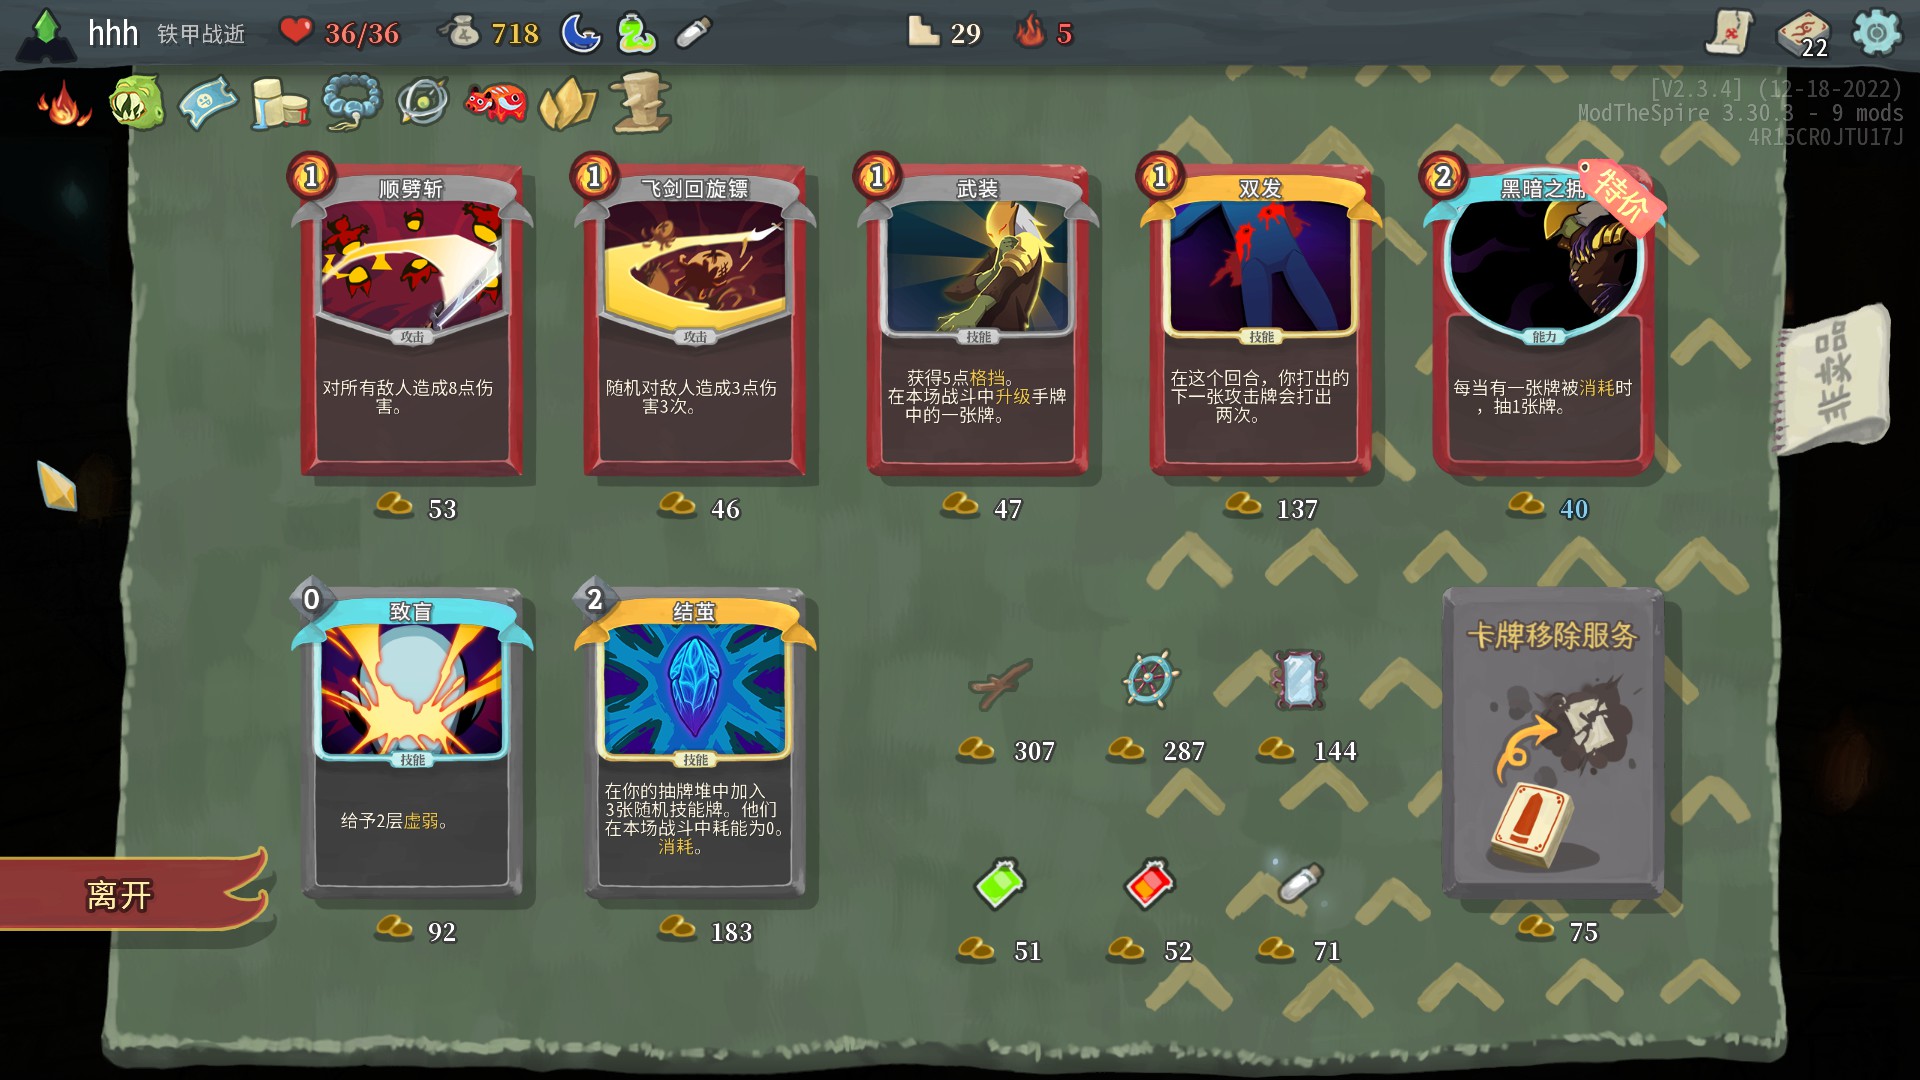 hhh 铁甲战逝 36/36 718 29 5 22
[V2.3.4] (12-18-2022)
ModTheSpire 3.30.3 - 9 mods
4R15CR0JTU17J
1 顺劈斩
攻击
对所有敌人造成8点伤
害。
53
1 飞剑回旋镖
攻击
随机对敌人造成3点伤
害3次。
46
1 武装
技能
获得5点格挡。
在本场战斗中升级手牌
中的一张牌。
47
1 双发
技能
在这个回合，你打出的
下一张攻击牌会打出
两次。
137
2 黑暗之拥
特价
能力
每当有一张牌被消耗时
，抽1张牌。
40
非卖品
0 致盲
技能
给予2层虚弱。
92
2 结茧
技能
在你的抽牌堆中加入
3张随机技能牌。他们
在本场战斗中耗能为0。
消耗。
183
307 287 144
51 52 71
卡牌移除服务
75
离开